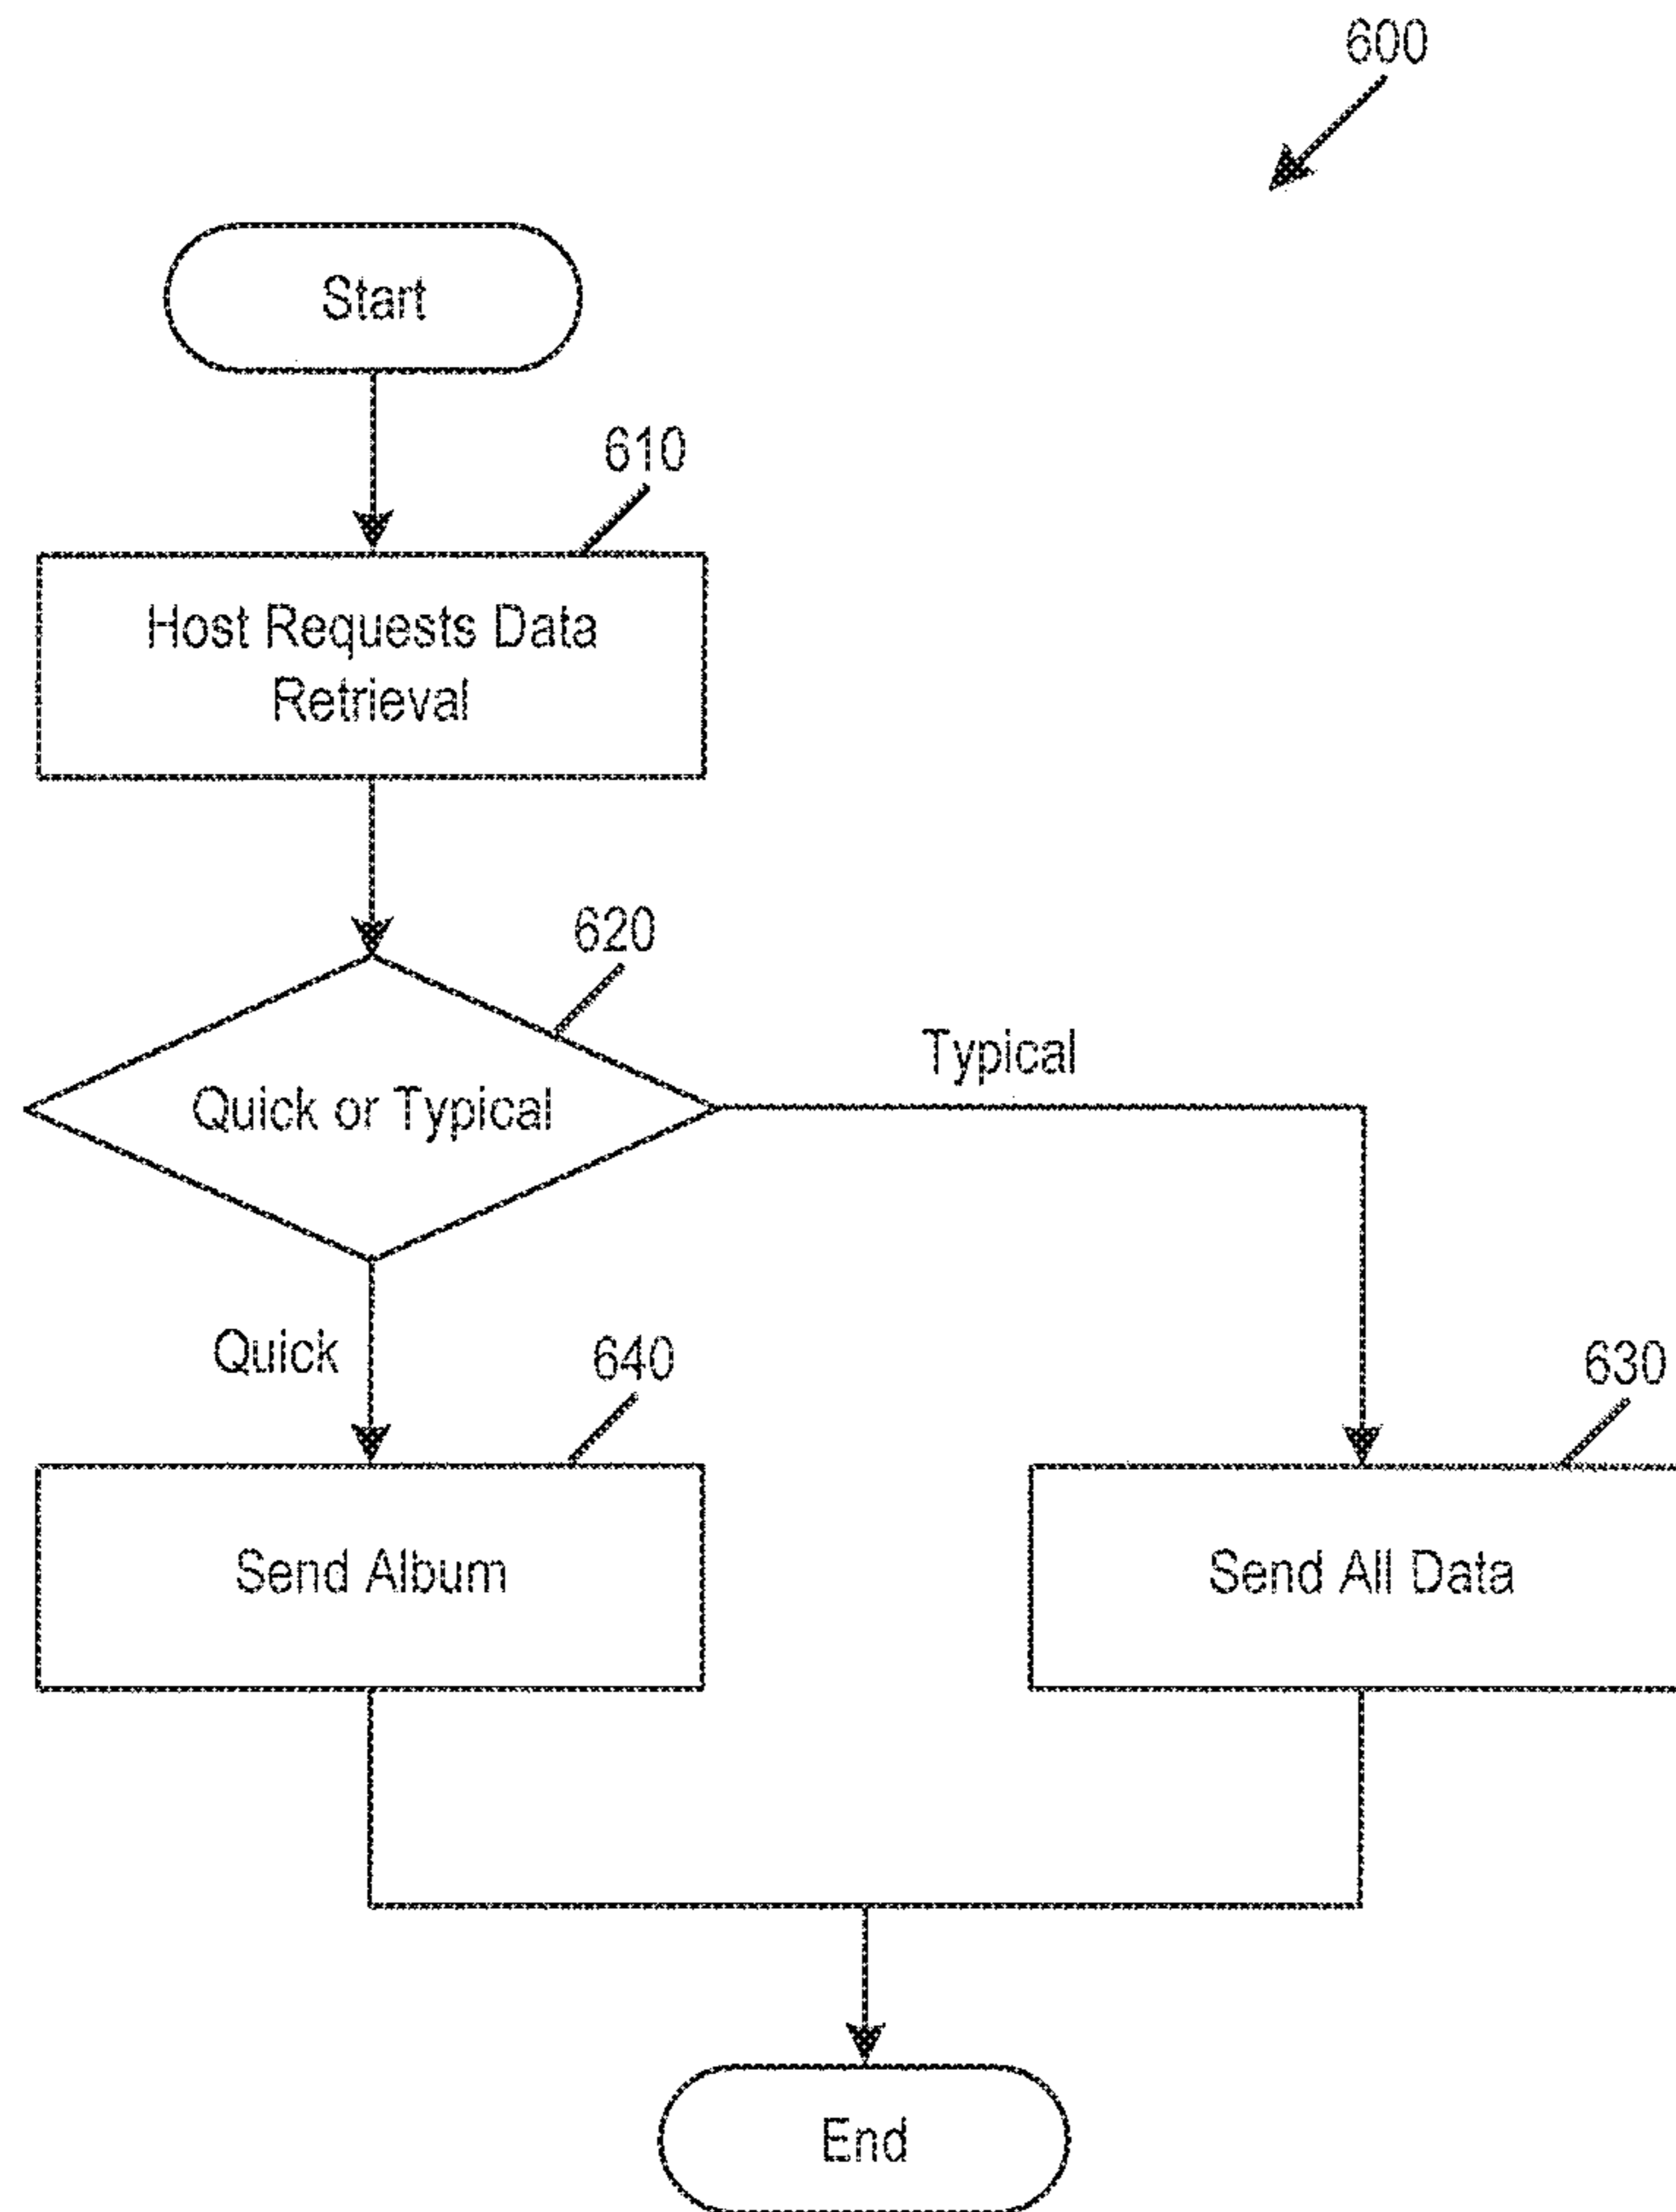 600
Start
610
Host Requests Data
Retrieval
620
Quick or Typical
Typical
Quick
640
630
Send Album
Send All Data
End